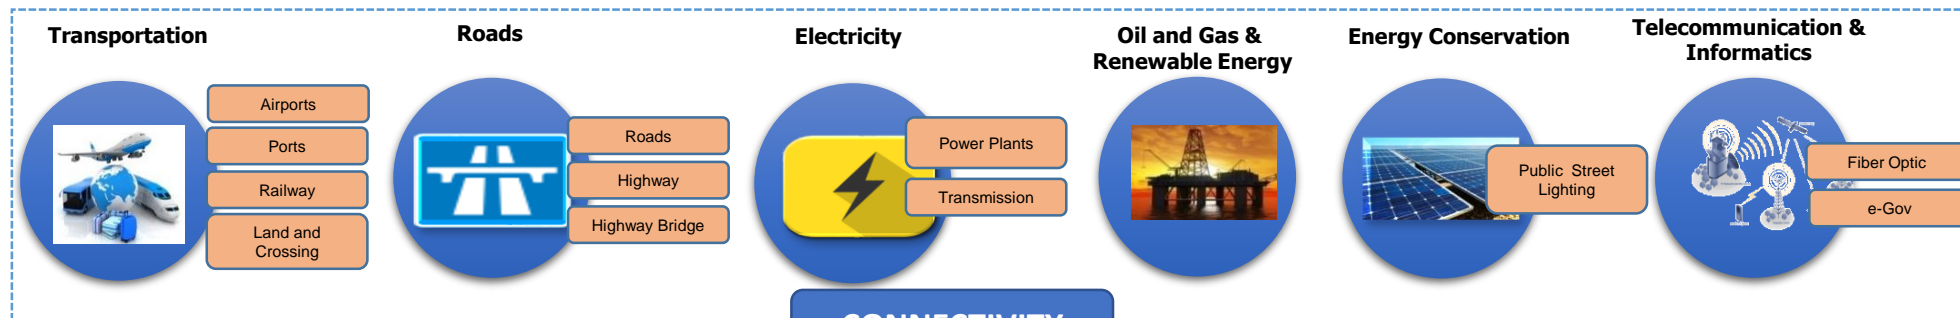 Transportation
Airports
Ports
Railway
Land and
Crossing
Roads
Roads
Highway
Highway Bridge
Electricity
Power Plants
Transmission
Oil and Gas &
Renewable Energy
Energy Conservation
Public Street
Lighting
Telecommunication &
Informatics
Fiber Optic
e-Gov
CONNECTIVITY